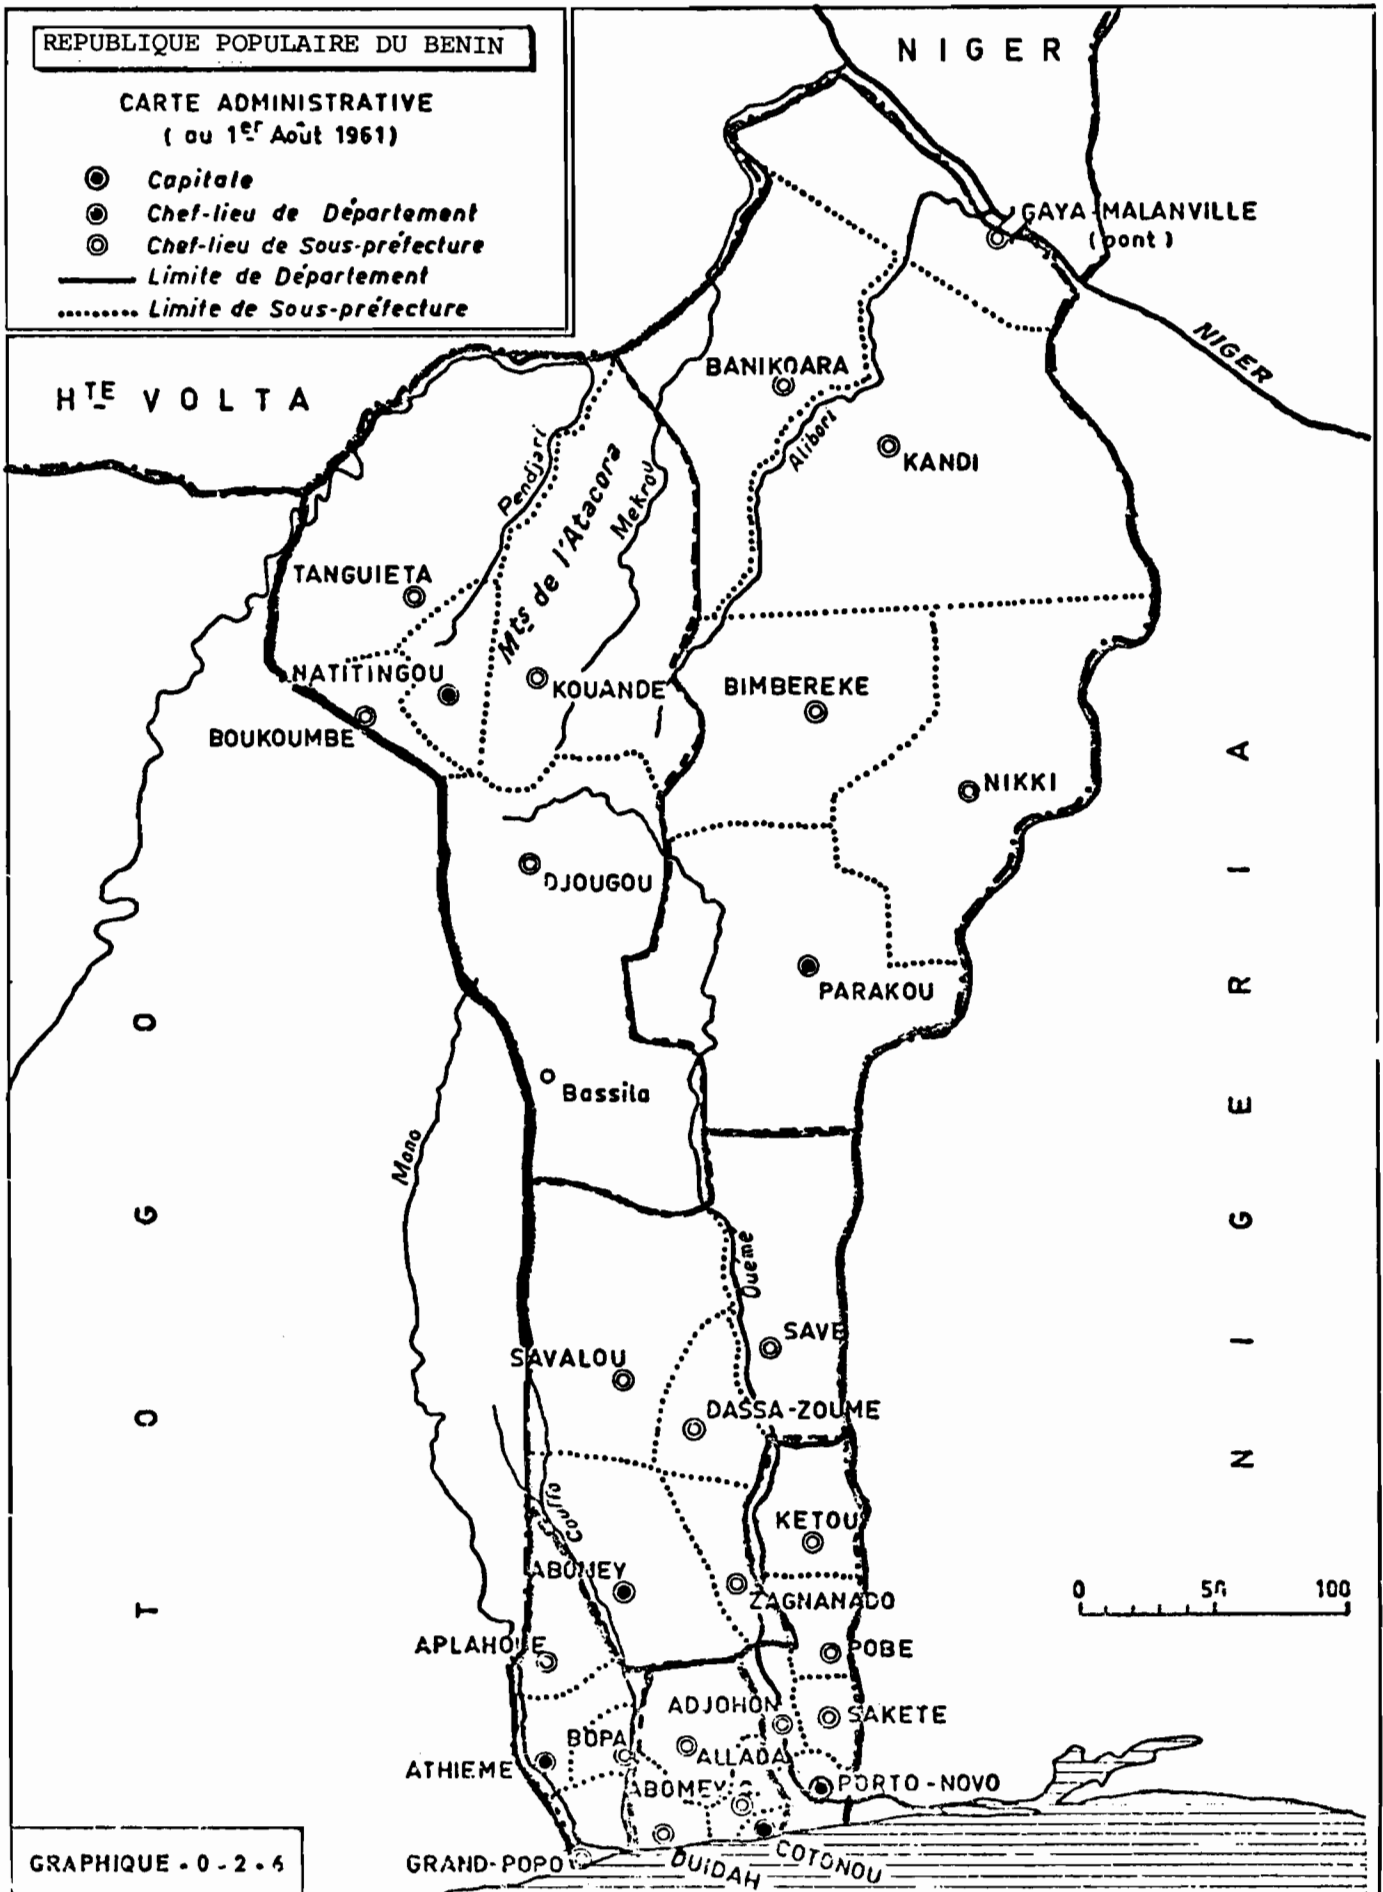 REPUBLIQUE POPULAIRE DU BENIN
CARTE ADMINISTRATIVE
( au 1er Août 1961)
Capitale
Chef-lieu de Département
Chef-lieu de Sous-préfecture
Limite de Département
Limite de Sous-préfecture
NIGER
GAYA-MALANVILLE
(pont)
NIGER
HTE VOLTA
BANIKOARA
Alibori
KANDI
Pendjari
Mts de l'Atacora
Mekrou
TANGUIETA
NATITINGOU
KOUANDE
BIMBEREKE
BOUKOUMBE
NIKKI
DJOUGOU
PARAKOU
Bassila
Mono
TOGO
NIGERIA
Ouémé
SAVE
SAVALOU
DASSA-ZOUME
Couffo
KETOU
ABOMEY
ZAGNANADO
0 50 100
APLAHOUE
POBE
ADJOHON
SAKETE
BOPA
ALLADA
ATHIEME
ABOMEY
PORTO-NOVO
GRAPHIQUE - 0 - 2 - 6
GRAND-POPO
OUIDAH
COTONOU